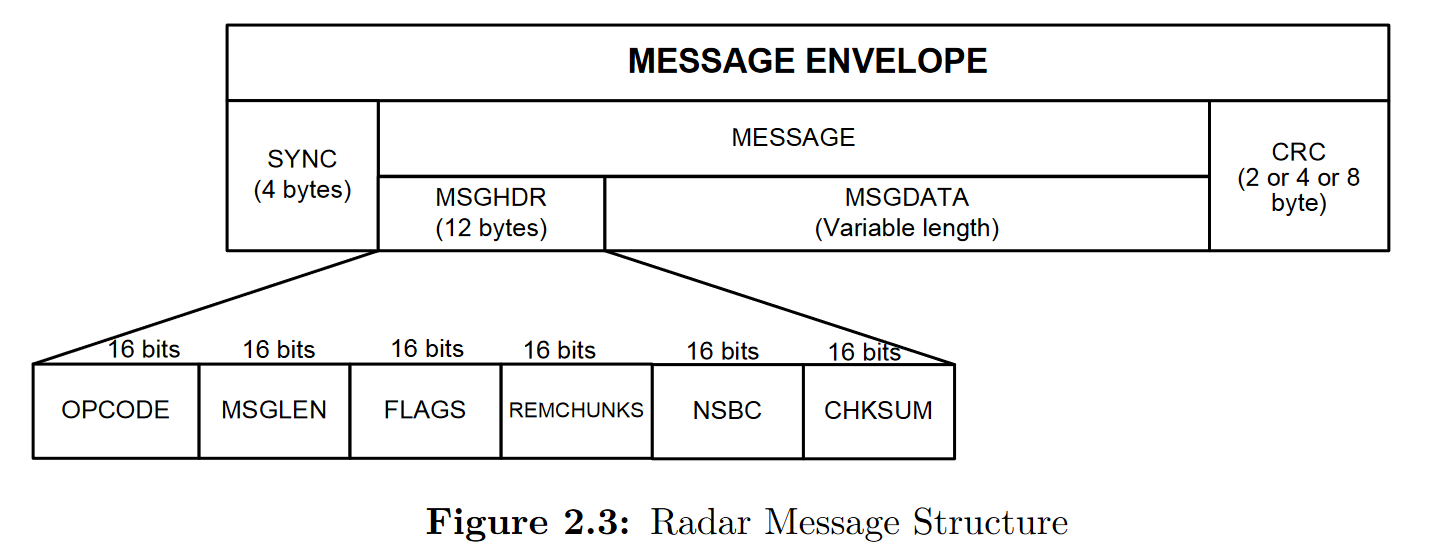 MESSAGE ENVELOPE
SYNC
(4 bytes)
MESSAGE
MSGHDR
(12 bytes)
MSGDATA
(Variable length)
CRC
(2 or 4 or 8
byte)
16 bits 16 bits 16 bits 16 bits 16 bits 16 bits
OPCODE MSGLEN FLAGS REMCHUNKS NSBC CHKSUM
Figure 2.3: Radar Message Structure